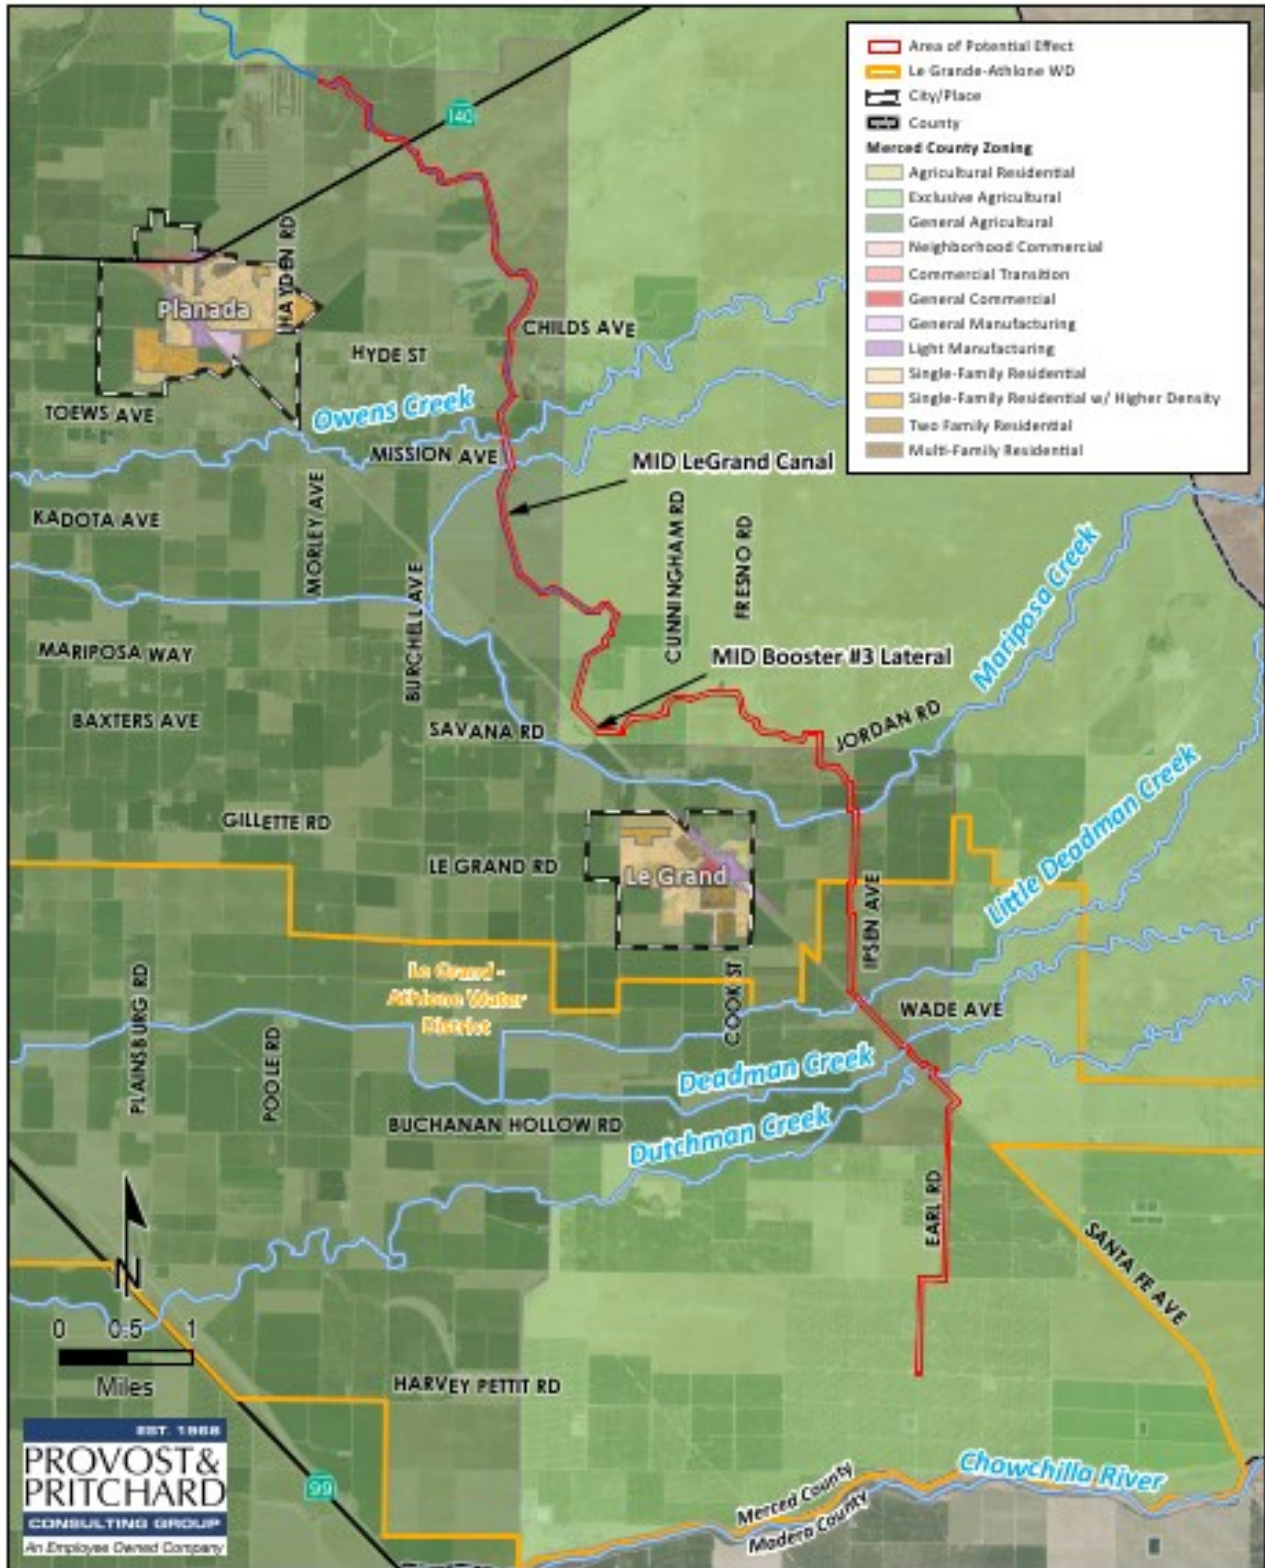 Area of Potential Effect
Le Grande-Athlone WD
City/Place
County
Merced County Zoning
Agricultural Residential
Exclusive Agricultural
General Agricultural
Neighborhood Commercial
Commercial Transition
General Commercial
General Manufacturing
Light Manufacturing
Single-Family Residential
Single-Family Residential w/ Higher Density
Two Family Residential
Multi-Family Residential
140
HAYDEN RD
Planada
CHILDS AVE
HYDE ST
TOEWS AVE
Owens Creek
MISSION AVE
MID LeGrand Canal
KADOTA AVE
MORLEY AVE
CUNNINGHAM RD
FRESNO RD
BURCHELL AVE
Mariposa Creek
MARIPOSA WAY
MID Booster #3 Lateral
BAXTERS AVE
SAVANA RD
JORDAN RD
Little Deadman Creek
GILLETTE RD
LE GRAND RD
Le Grand
IPSEN AVE
Le Grand -
Athlone Water
District
PLAINSBURG RD
COOK ST
WADE AVE
POOLE RD
Deadman Creek
BUCHANAN HOLLOW RD
Dutchman Creek
EARL RD
SANTA FE AVE
N
0 0.5 1
Miles
HARVEY PETTIT RD
99
Chowchilla River
Merced County
Madera County
EST. 1968
PROVOST&
PRITCHARD
CONSULTING GROUP
An Employee Owned Company